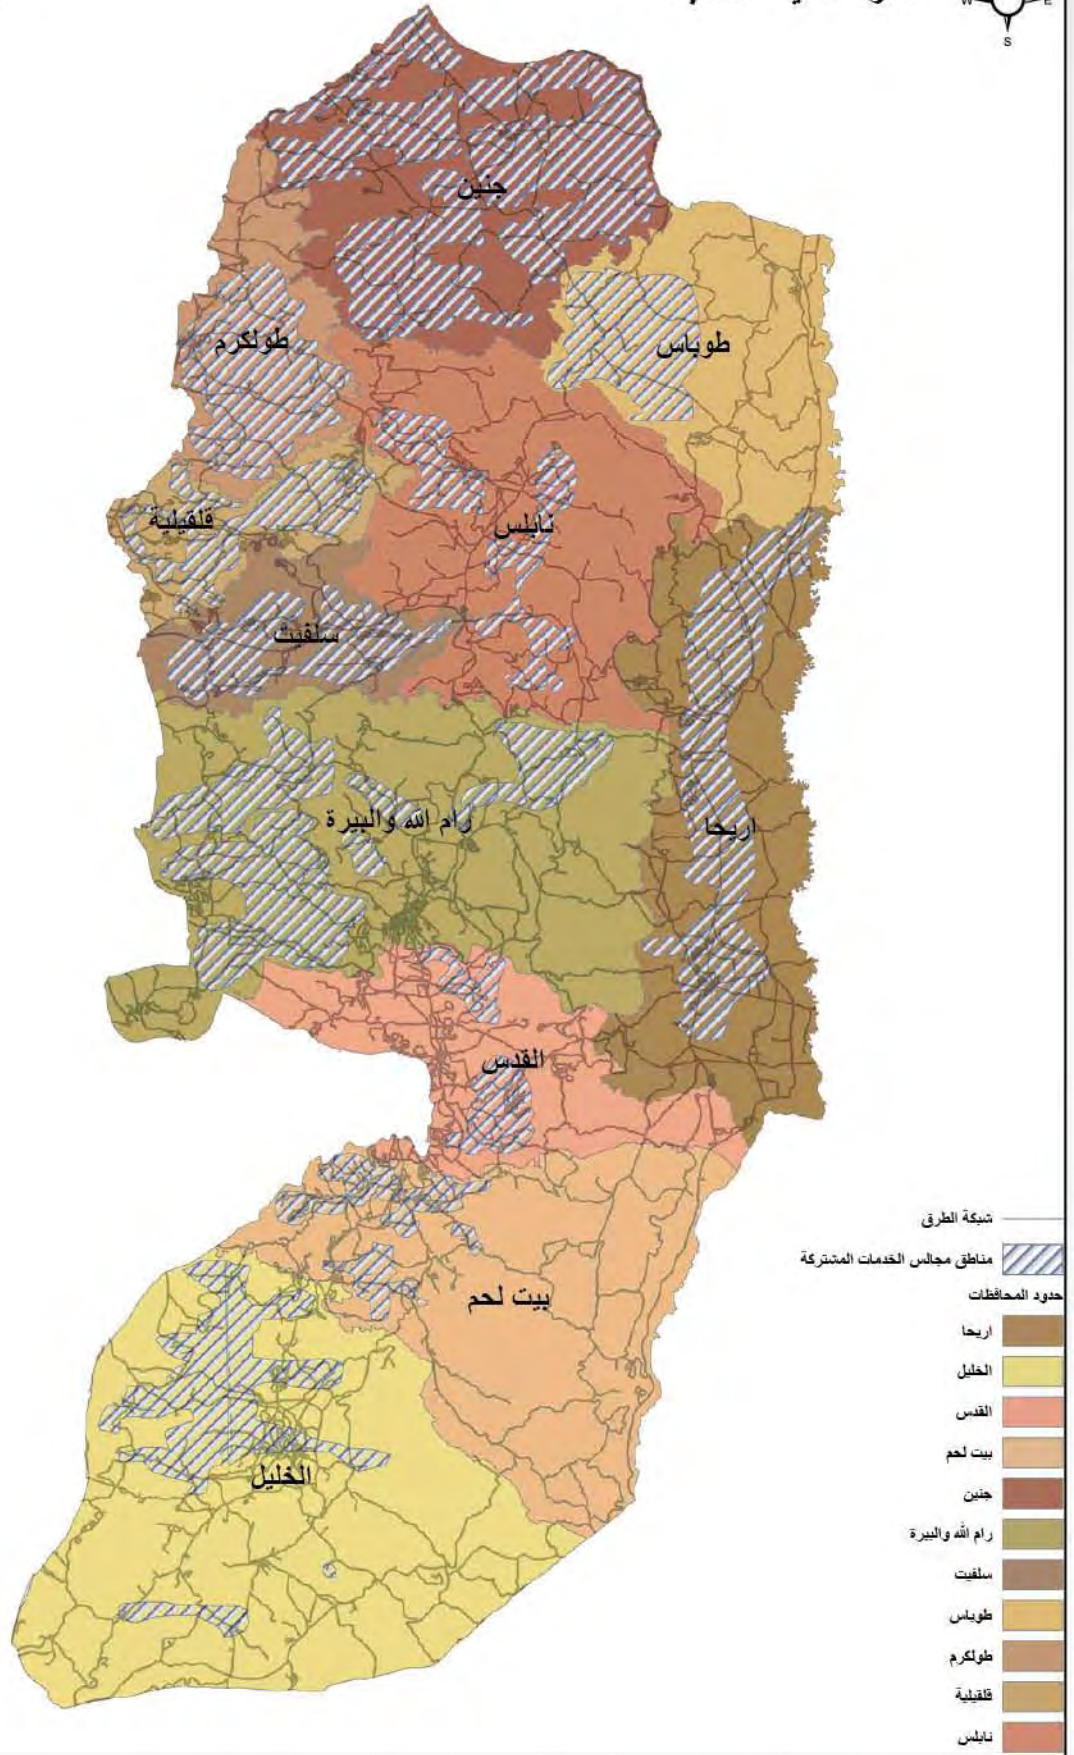 W
E
S
جنين
طولكرم
طوباس
قلقيلية
نابلس
سلفيت
رام الله والبيرة
اريحا
القدس
بيت لحم
الخليل
شبكة الطرق
مناطق مجالس الخدمات المشتركة
حدود المحافظات
اريحا
الخليل
القدس
بيت لحم
جنين
رام الله والبيرة
سلفيت
طوباس
طولكرم
قلقيلية
نابلس